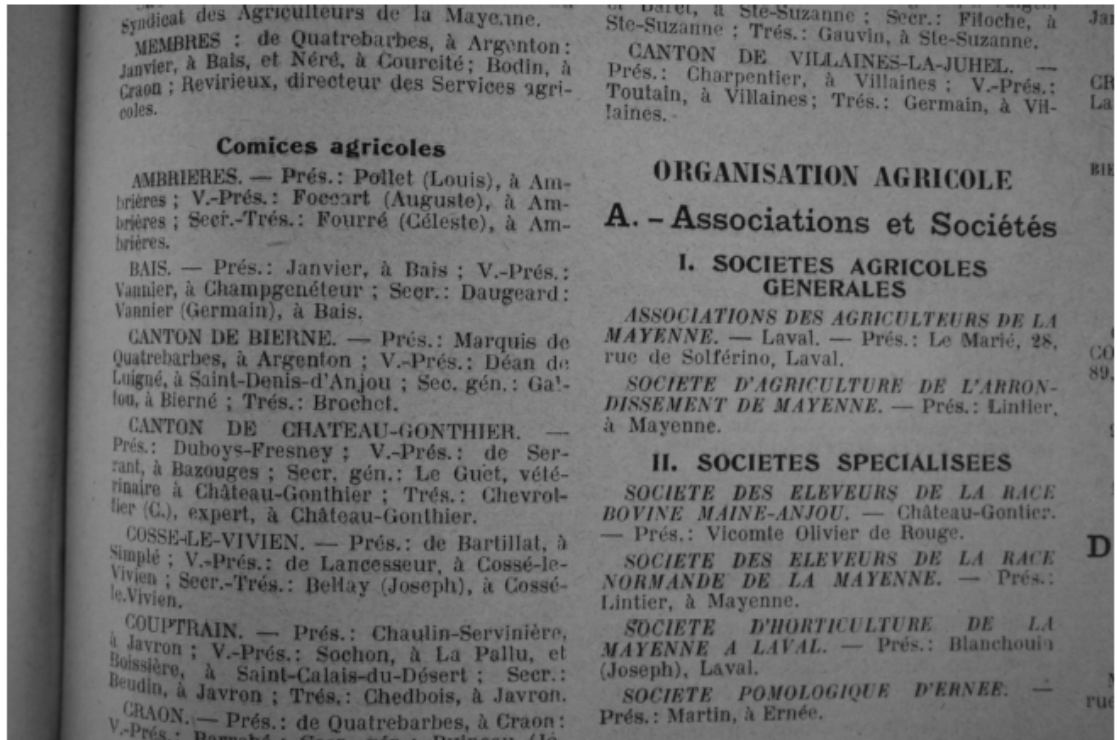 Syndicat des Agriculteurs de la Mayenne.
MEMBRES : de Quatrebarbes, à Argenton:
Janvier, à Bais, et Néré, à Courcité; Bodin, à
Craon ; Revirieux, directeur des Services agri-
coles.
Comices agricoles
AMBRIERES. — Prés.: Pottet (Louis), à Am-
brières ; V.-Prés.: Foccart (Auguste), à Am-
brières ; Secr.-Trés.: Fourré (Céleste), à Am-
brières.
BAIS. — Prés.: Janvier, à Bais ; V.-Prés.:
Vannier, à Champgenéteur ; Secr.: Daugeard:
Vannier (Germain), à Bais.
CANTON DE BIERNE. — Prés.: Marquis de
Quatrebarbes, à Argenton ; V.-Prés.: Déan de
Luigné, à Saint-Denis-d'Anjou ; Sec. gén.: Gal-
lou, à Bierné ; Trés.: Brochet.
CANTON DE CHATEAU-GONTHIER. —
Prés.: Duboys-Fresney ; V.-Prés.: de Ser-
rant, à Bazouges ; Secr. gén.: Le Guet, vété-
rinaire à Château-Gonthier ; Trés.: Chevrol-
lier (C.), expert, à Château-Gonthier.
COSSE-LE-VIVIEN. — Prés.: de Bartillat, à
Simplé ; V.-Prés.: de Lancesseur, à Cossé-le-
Vivien ; Secr.-Trés.: Bellay (Joseph), à Cossé-
le.Vivien.
COUPTRAIN. — Prés.: Chaulin-Servinière,
à Javron ; V.-Prés.: Sochon, à La Pallu, et
Boissière, à Saint-Calais-du-Désert ; Secr.:
Beudin, à Javron ; Trés.: Chedbois, à Javron.
CRAON. — Prés.: de Quatrebarbes, à Craon:
V.-Prés.:
et Baret, à Ste-Suzanne ; Secr.: Fitoche, à
Ste-Suzanne ; Trés.: Gauvin, à Ste-Suzanne.
CANTON DE VILLAINES-LA-JUHEL. —
Prés.: Charpentier, à Villaines ; V.-Prés.:
Toutain, à Villaines; Trés.: Germain, à Vil-
laines.
ORGANISATION AGRICOLE
A. - Associations et Sociétés
I. SOCIETES AGRICOLES
GENERALES
ASSOCIATIONS DES AGRICULTEURS DE LA
MAYENNE. — Laval. — Prés.: Le Marié, 28,
rue de Solférino, Laval.
SOCIETE D'AGRICULTURE DE L'ARRON-
DISSEMENT DE MAYENNE. — Prés.: Lintier,
à Mayenne.
II. SOCIETES SPECIALISEES
SOCIETE DES ELEVEURS DE LA RACE
BOVINE MAINE-ANJOU. — Château-Gontier.
— Prés.: Vicomte Olivier de Rouge.
SOCIETE DES ELEVEURS DE LA RACE
NORMANDE DE LA MAYENNE. — Prés.:
Lintier, à Mayenne.
SOCIETE D'HORTICULTURE DE LA
MAYENNE A LAVAL. — Prés.: Blanchouin
(Joseph), Laval.
SOCIETE POMOLOGIQUE D'ERNEE. —
Prés.: Martin, à Ernée.
La
BIE
CO
89.
D
rue